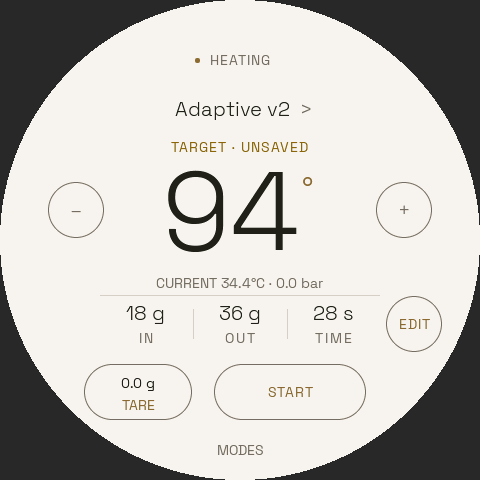 • HEATING
Adaptive v2 >
TARGET · UNSAVED
– 94° +
CURRENT 34.4°C · 0.0 bar
18 g 36 g 28 s
IN OUT TIME
EDIT
0.0 g
TARE
START
MODES